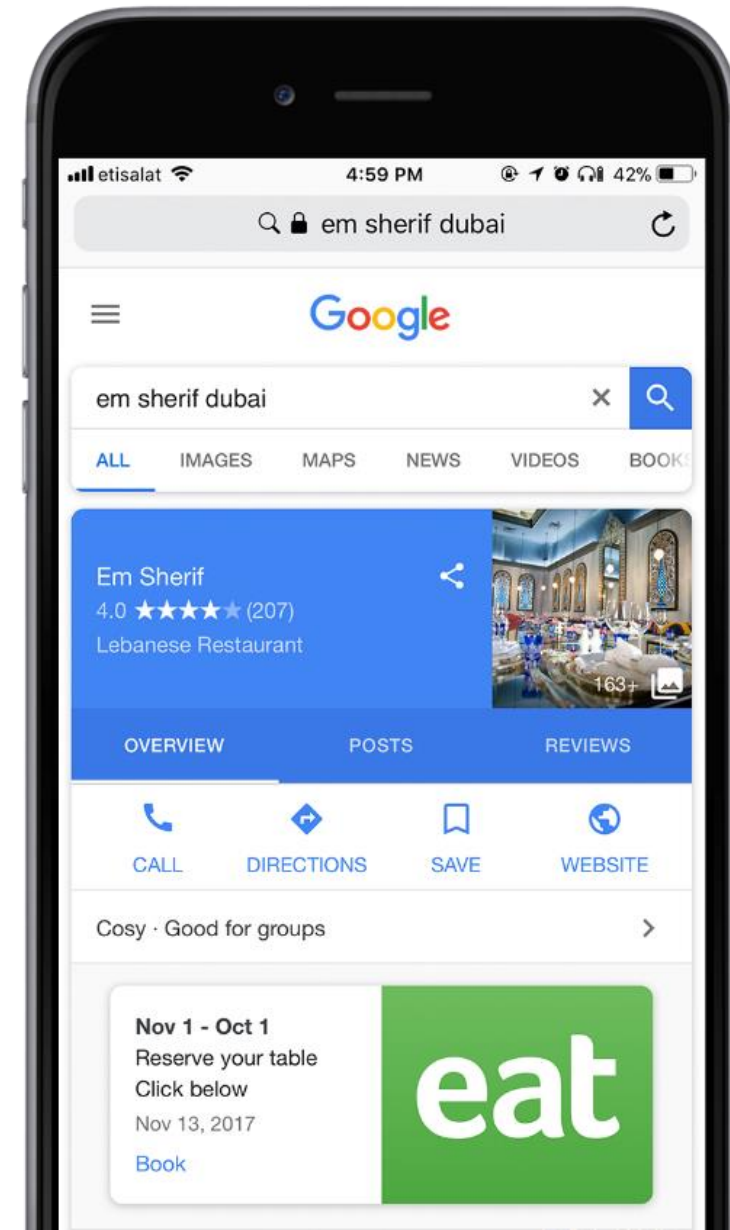 etisalat 4:59 PM 42%
em sherif dubai
Google
em sherif dubai
ALL IMAGES MAPS NEWS VIDEOS BOOKS
Em Sherif
4.0 (207)
Lebanese Restaurant
163+
OVERVIEW POSTS REVIEWS
CALL DIRECTIONS SAVE WEBSITE
Cosy · Good for groups
Nov 1 - Oct 1
Reserve your table
Click below
Nov 13, 2017
Book
eat